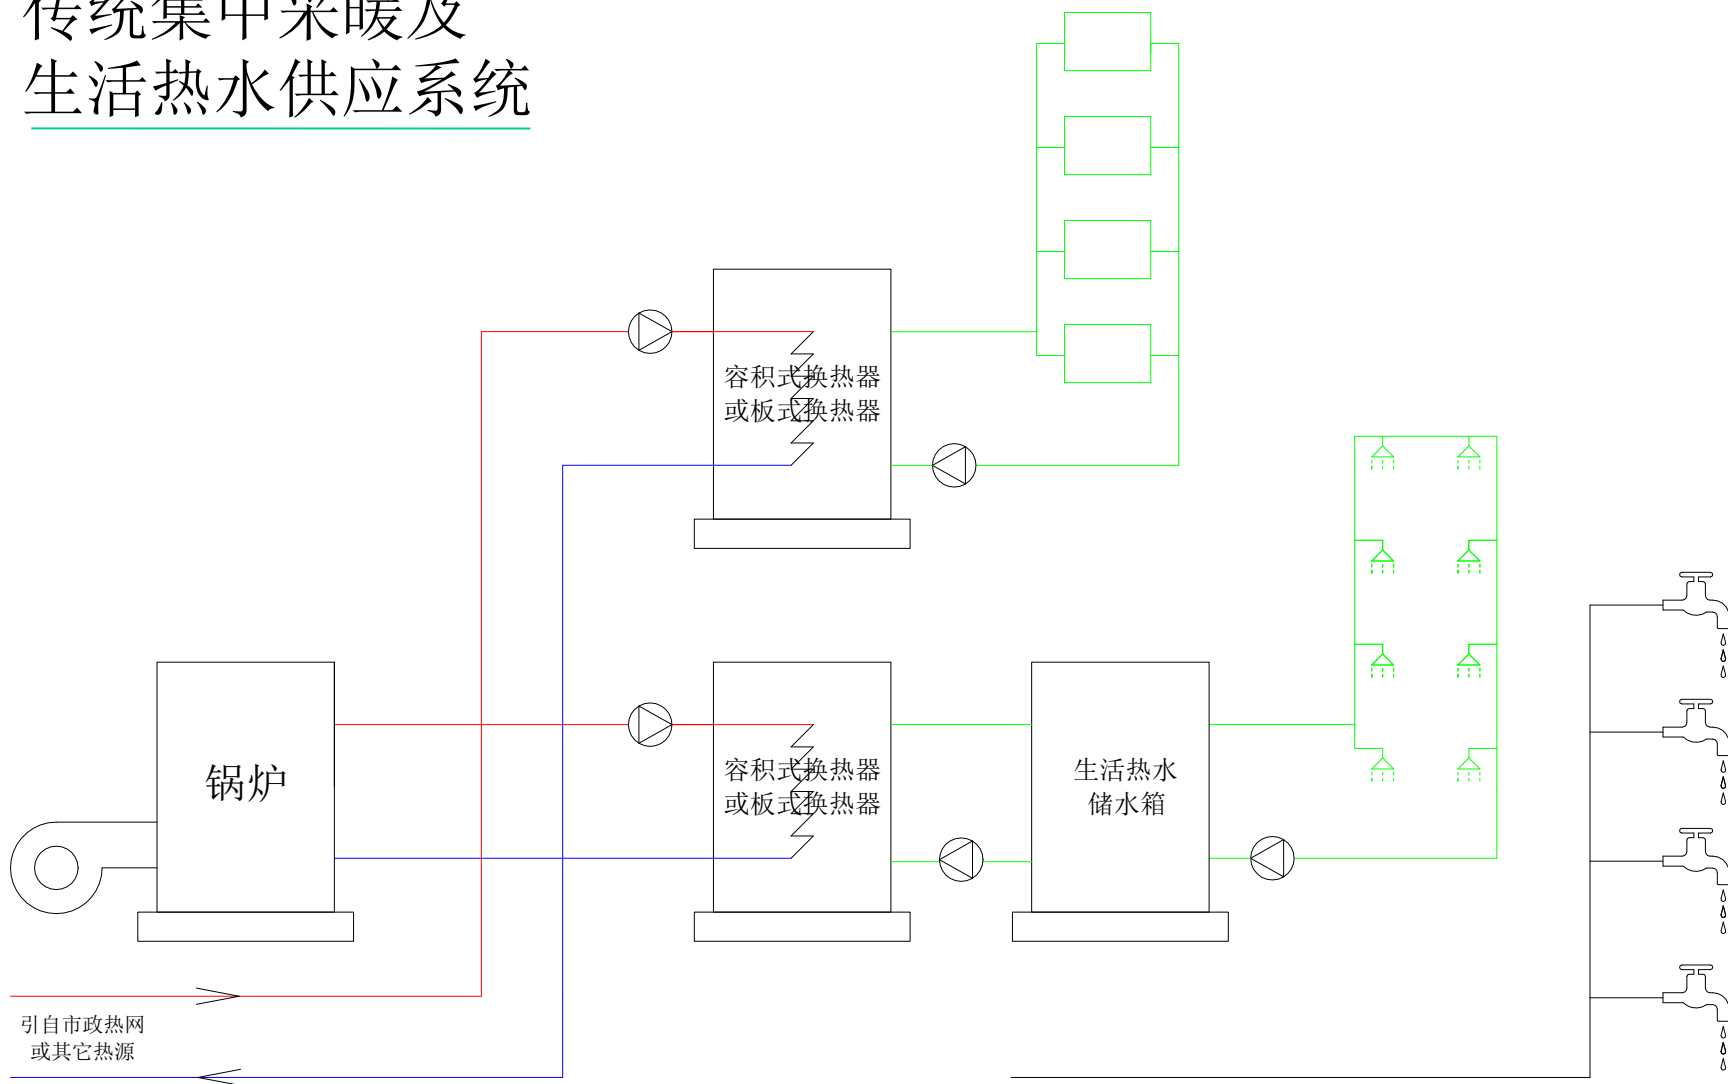 传统集中采暖及
生活热水供应系统
容积式换热器
或板式换热器
锅炉
容积式换热器
或板式换热器
生活热水
储水箱
引自市政热网
或其它热源